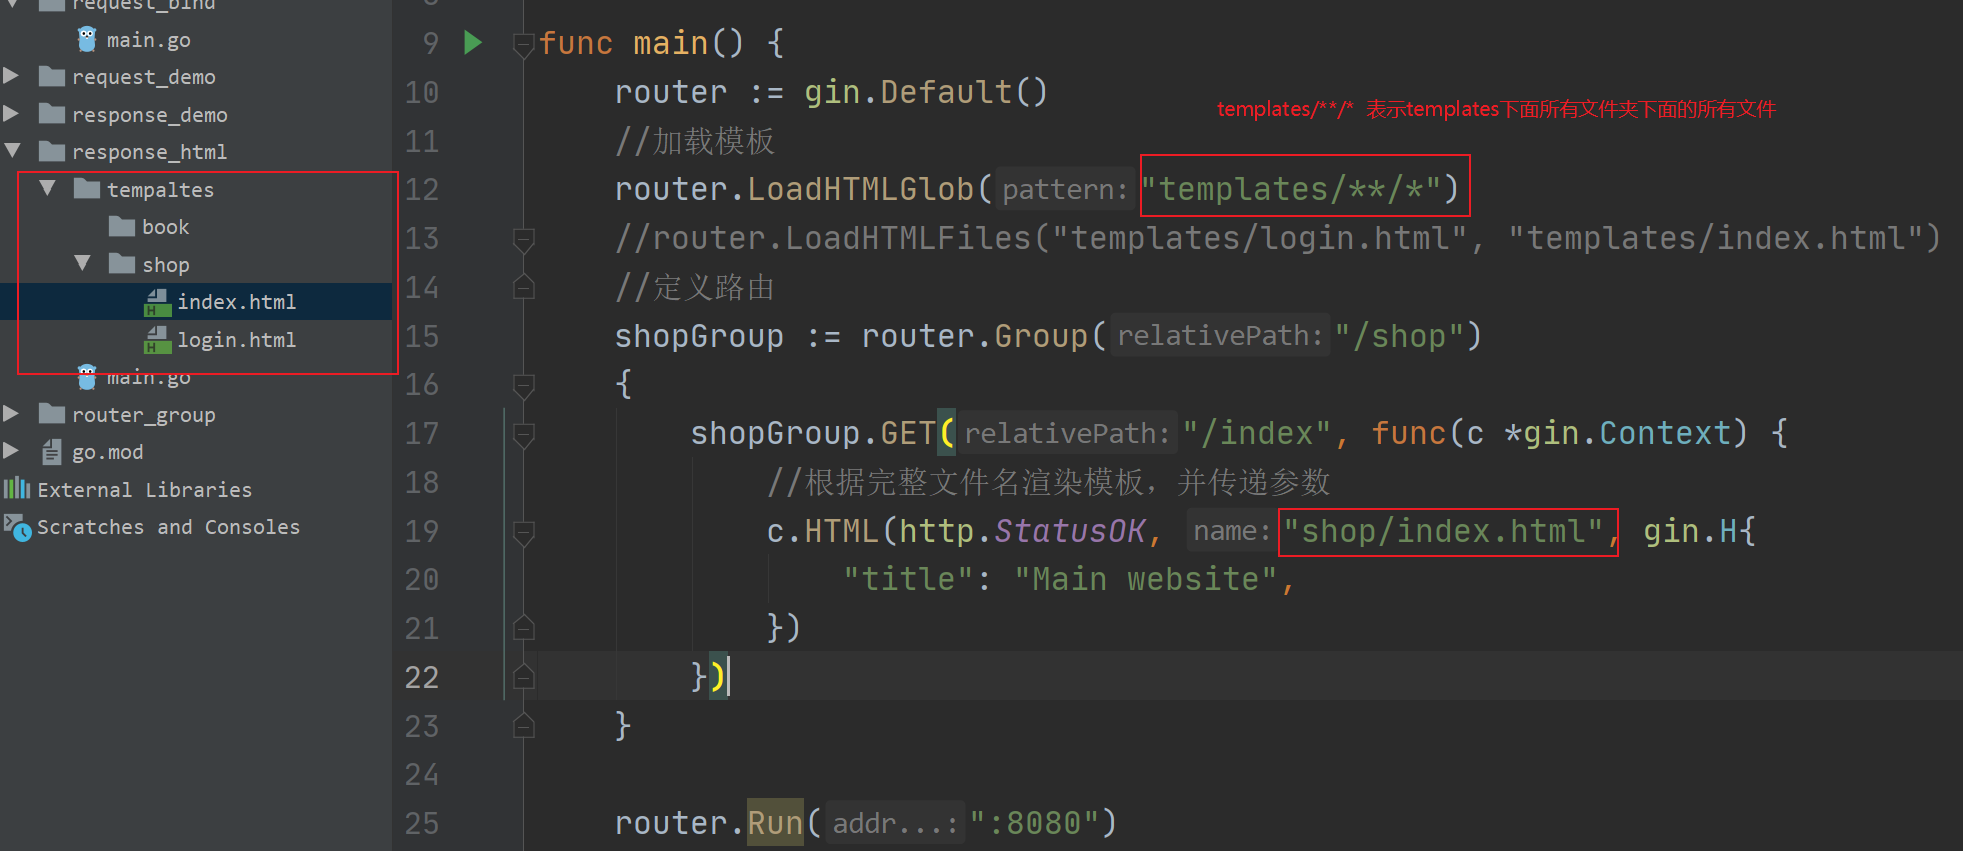 request_bind
main.go
request_demo
response_demo
response_html
tempaltes
book
shop
index.html
login.html
main.go
router_group
go.mod
External Libraries
Scratches and Consoles
9 func main() {
10 router := gin.Default()
templates/**/* 表示templates下面所有文件夹下面的所有文件
11 //加载模板
12 router.LoadHTMLGlob( pattern: "templates/**/*")
13 //router.LoadHTMLFiles("templates/login.html", "templates/index.html")
14 //定义路由
15 shopGroup := router.Group( relativePath: "/shop")
16 {
17 shopGroup.GET( relativePath: "/index", func(c *gin.Context) {
18 //根据完整文件名渲染模板，并传递参数
19 c.HTML(http.StatusOK, name: "shop/index.html", gin.H{
20 "title": "Main website",
21 })
22 })
23 }
24
25 router.Run( addr...: ":8080")